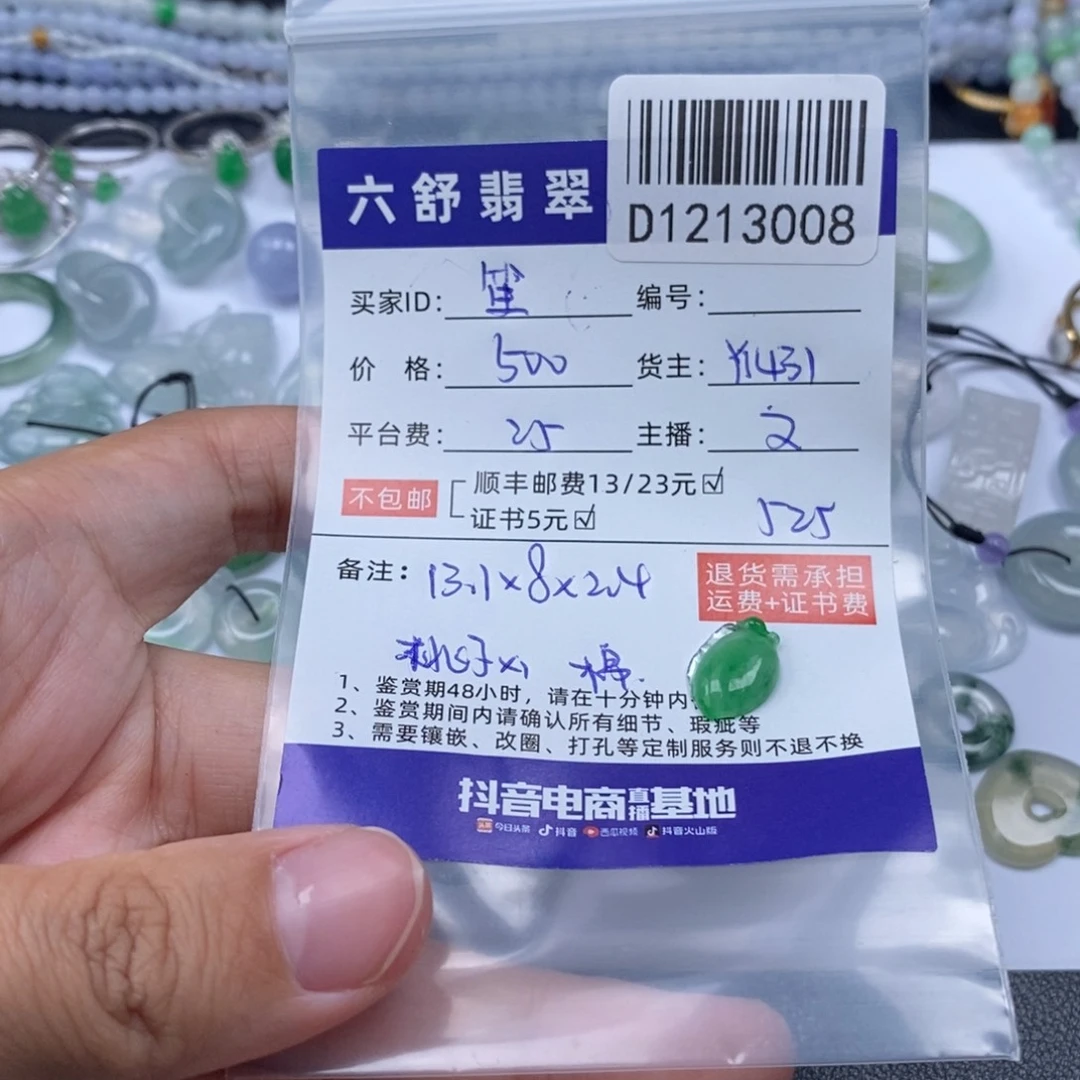 六舒翡翠
D1213008
买家ID: 笙 编号:
价 格: 500 货主: Y1431
平台费: 25 主播: 文
不包邮 顺丰邮费13/23元☑
证书5元☑ 525
备注: 13.1×8×2.4
退货需承担
运费+证书费
桃子×1 棉.
1、鉴赏期48小时，请在十分钟内
2、鉴赏期间内请确认所有细节、瑕疵等
3、需要镶嵌、改圈、打孔等定制服务则不退不换
抖音电商直播基地
头条 今日头条 抖音 西瓜视频 抖音火山版